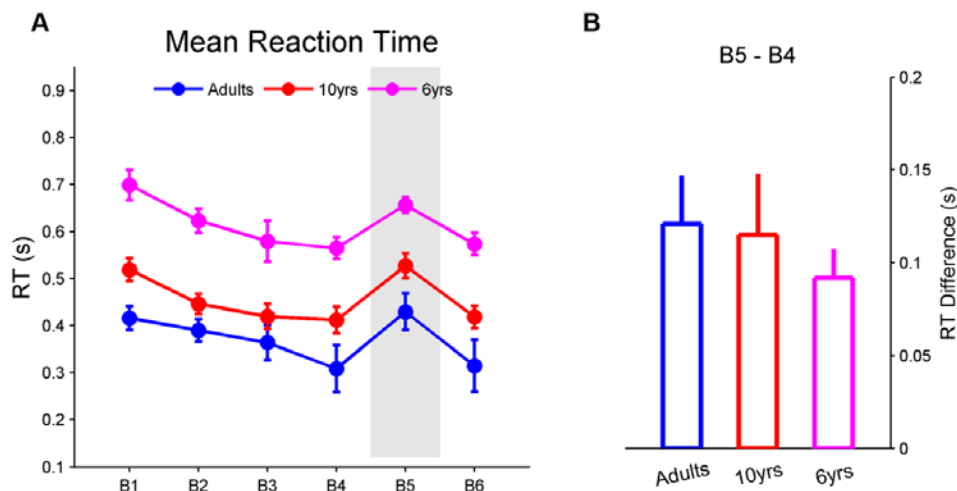 A
Mean Reaction Time
Adults 10yrs 6yrs
RT (s)
0.9
0.8
0.7
0.6
0.5
0.4
0.3
0.2
0.1
B1 B2 B3 B4 B5 B6
B
B5 - B4
0.2
0.15
0.1
0.05
0
RT Difference (s)
Adults 10yrs 6yrs